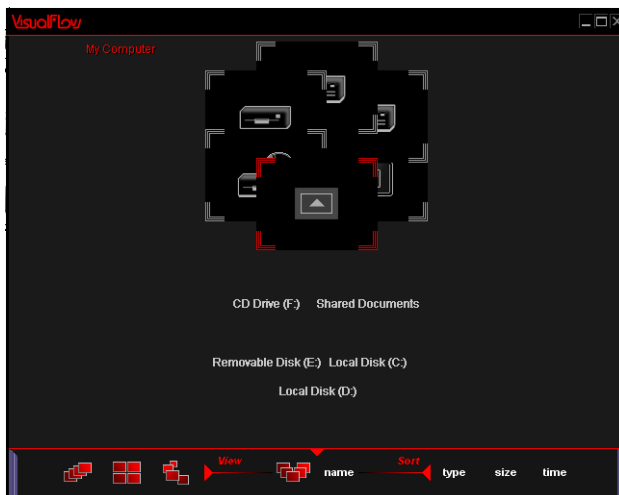 VisualFlow
My Computer
CD Drive (F:) Shared Documents
Removable Disk (E:) Local Disk (C:)
Local Disk (D:)
View name Sort type size time